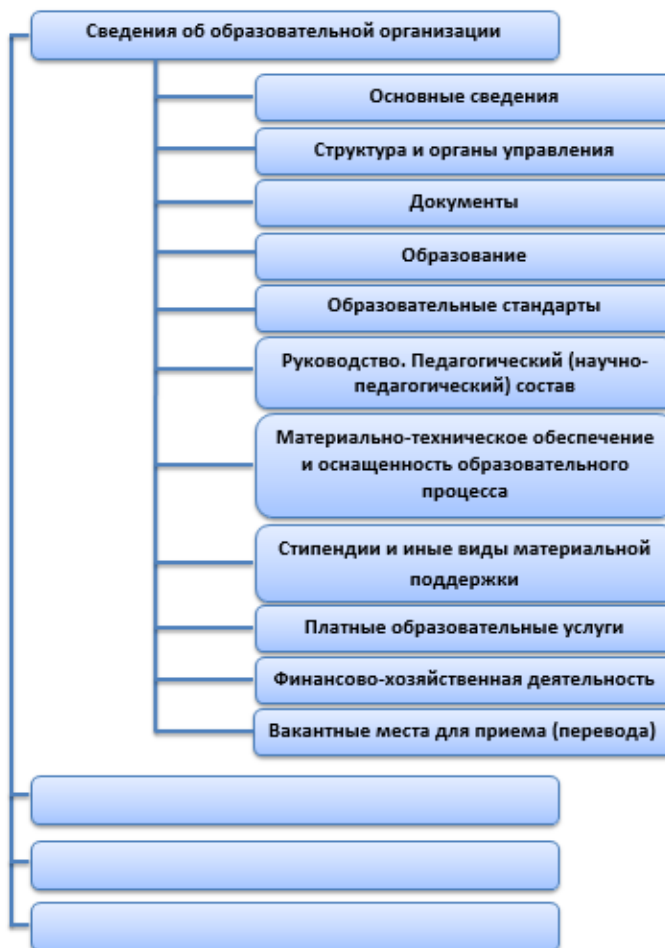 Сведения об образовательной организации
Основные сведения
Структура и органы управления
Документы
Образование
Образовательные стандарты
Руководство. Педагогический (научно-
педагогический) состав
Материально-техническое обеспечение
и оснащенность образовательного
процесса
Стипендии и иные виды материальной
поддержки
Платные образовательные услуги
Финансово-хозяйственная деятельность
Вакантные места для приема (перевода)